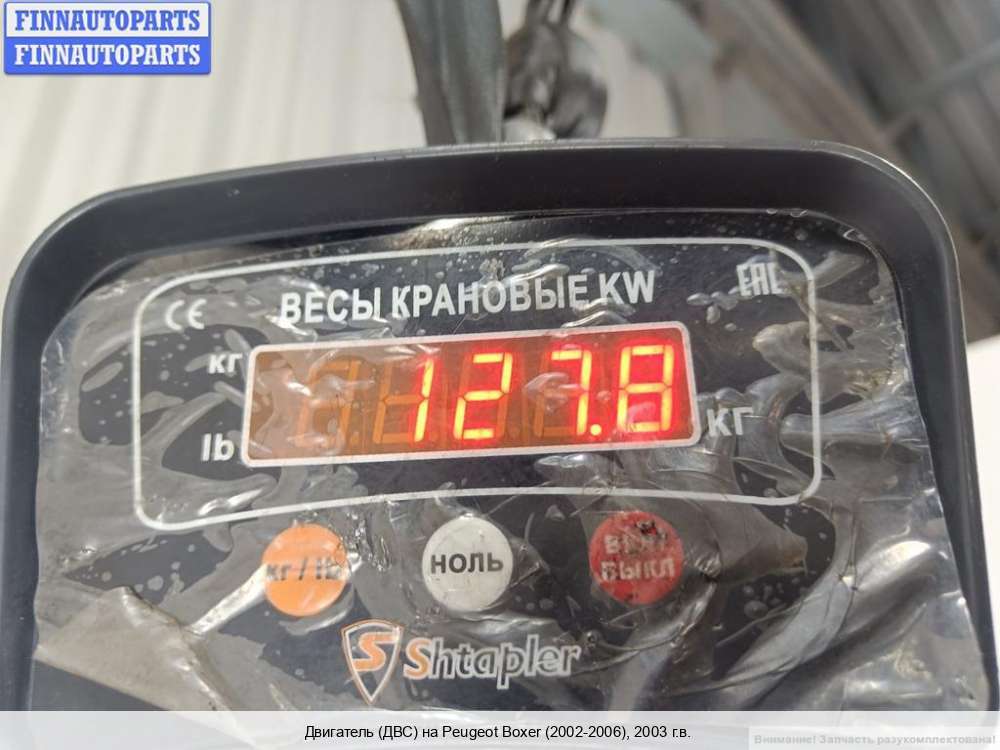 FINNAUTOPARTS
FINNAUTOPARTS
CE ВЕСЫ КРАНОВЫЕ KW EAC
кг
127.8
lb
КГ
кг / lb
НОЛЬ
ВКЛ
ВЫКЛ
S Shtapler
Двигатель (ДВС) на Peugeot Boxer (2002-2006), 2003 г.в.
Внимание! Запчасть разукомплектована!